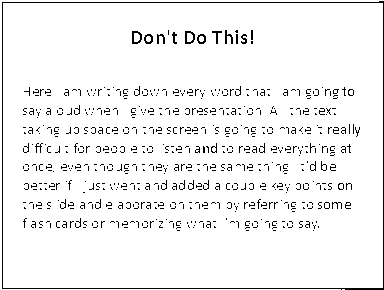 Don't Do This!
Here I am writing down every word that I am going to
say aloud when I give the presentation. All the text
taking up space on the screen is going to make it really
difficult for people to listen and to read everything at
once, even though they are the same thing. It'd be
better if I just went and added a couple key points on
the slide and elaborate on them by referring to some
flash cards or memorizing what I'm going to say.